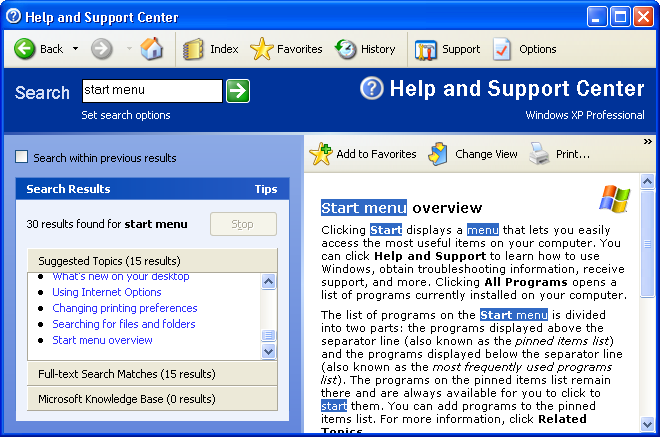 Help and Support Center
Back
Index
Favorites
History
Support
Options
Search
start menu
Set search options
Help and Support Center
Windows XP Professional
Search within previous results
Search Results
Tips
30 results found for start menu
Stop
Suggested Topics (15 results)
What's new on your desktop
Using Internet Options
Changing printing preferences
Searching for files and folders
Start menu overview
Full-text Search Matches (15 results)
Microsoft Knowledge Base (0 results)
Add to Favorites
Change View
Print...
»
Start menu overview
Clicking Start displays a menu that lets you easily
access the most useful items on your computer. You
can click Help and Support to learn how to use
Windows, obtain troubleshooting information, receive
support, and more. Clicking All Programs opens a
list of programs currently installed on your computer.
The list of programs on the Start menu is divided
into two parts: the programs displayed above the
separator line (also known as the pinned items list)
and the programs displayed below the separator line
(also known as the most frequently used programs
list). The programs on the pinned items list remain
there and are always available for you to click to
start them. You can add programs to the pinned
items list. For more information, click Related
Topics.